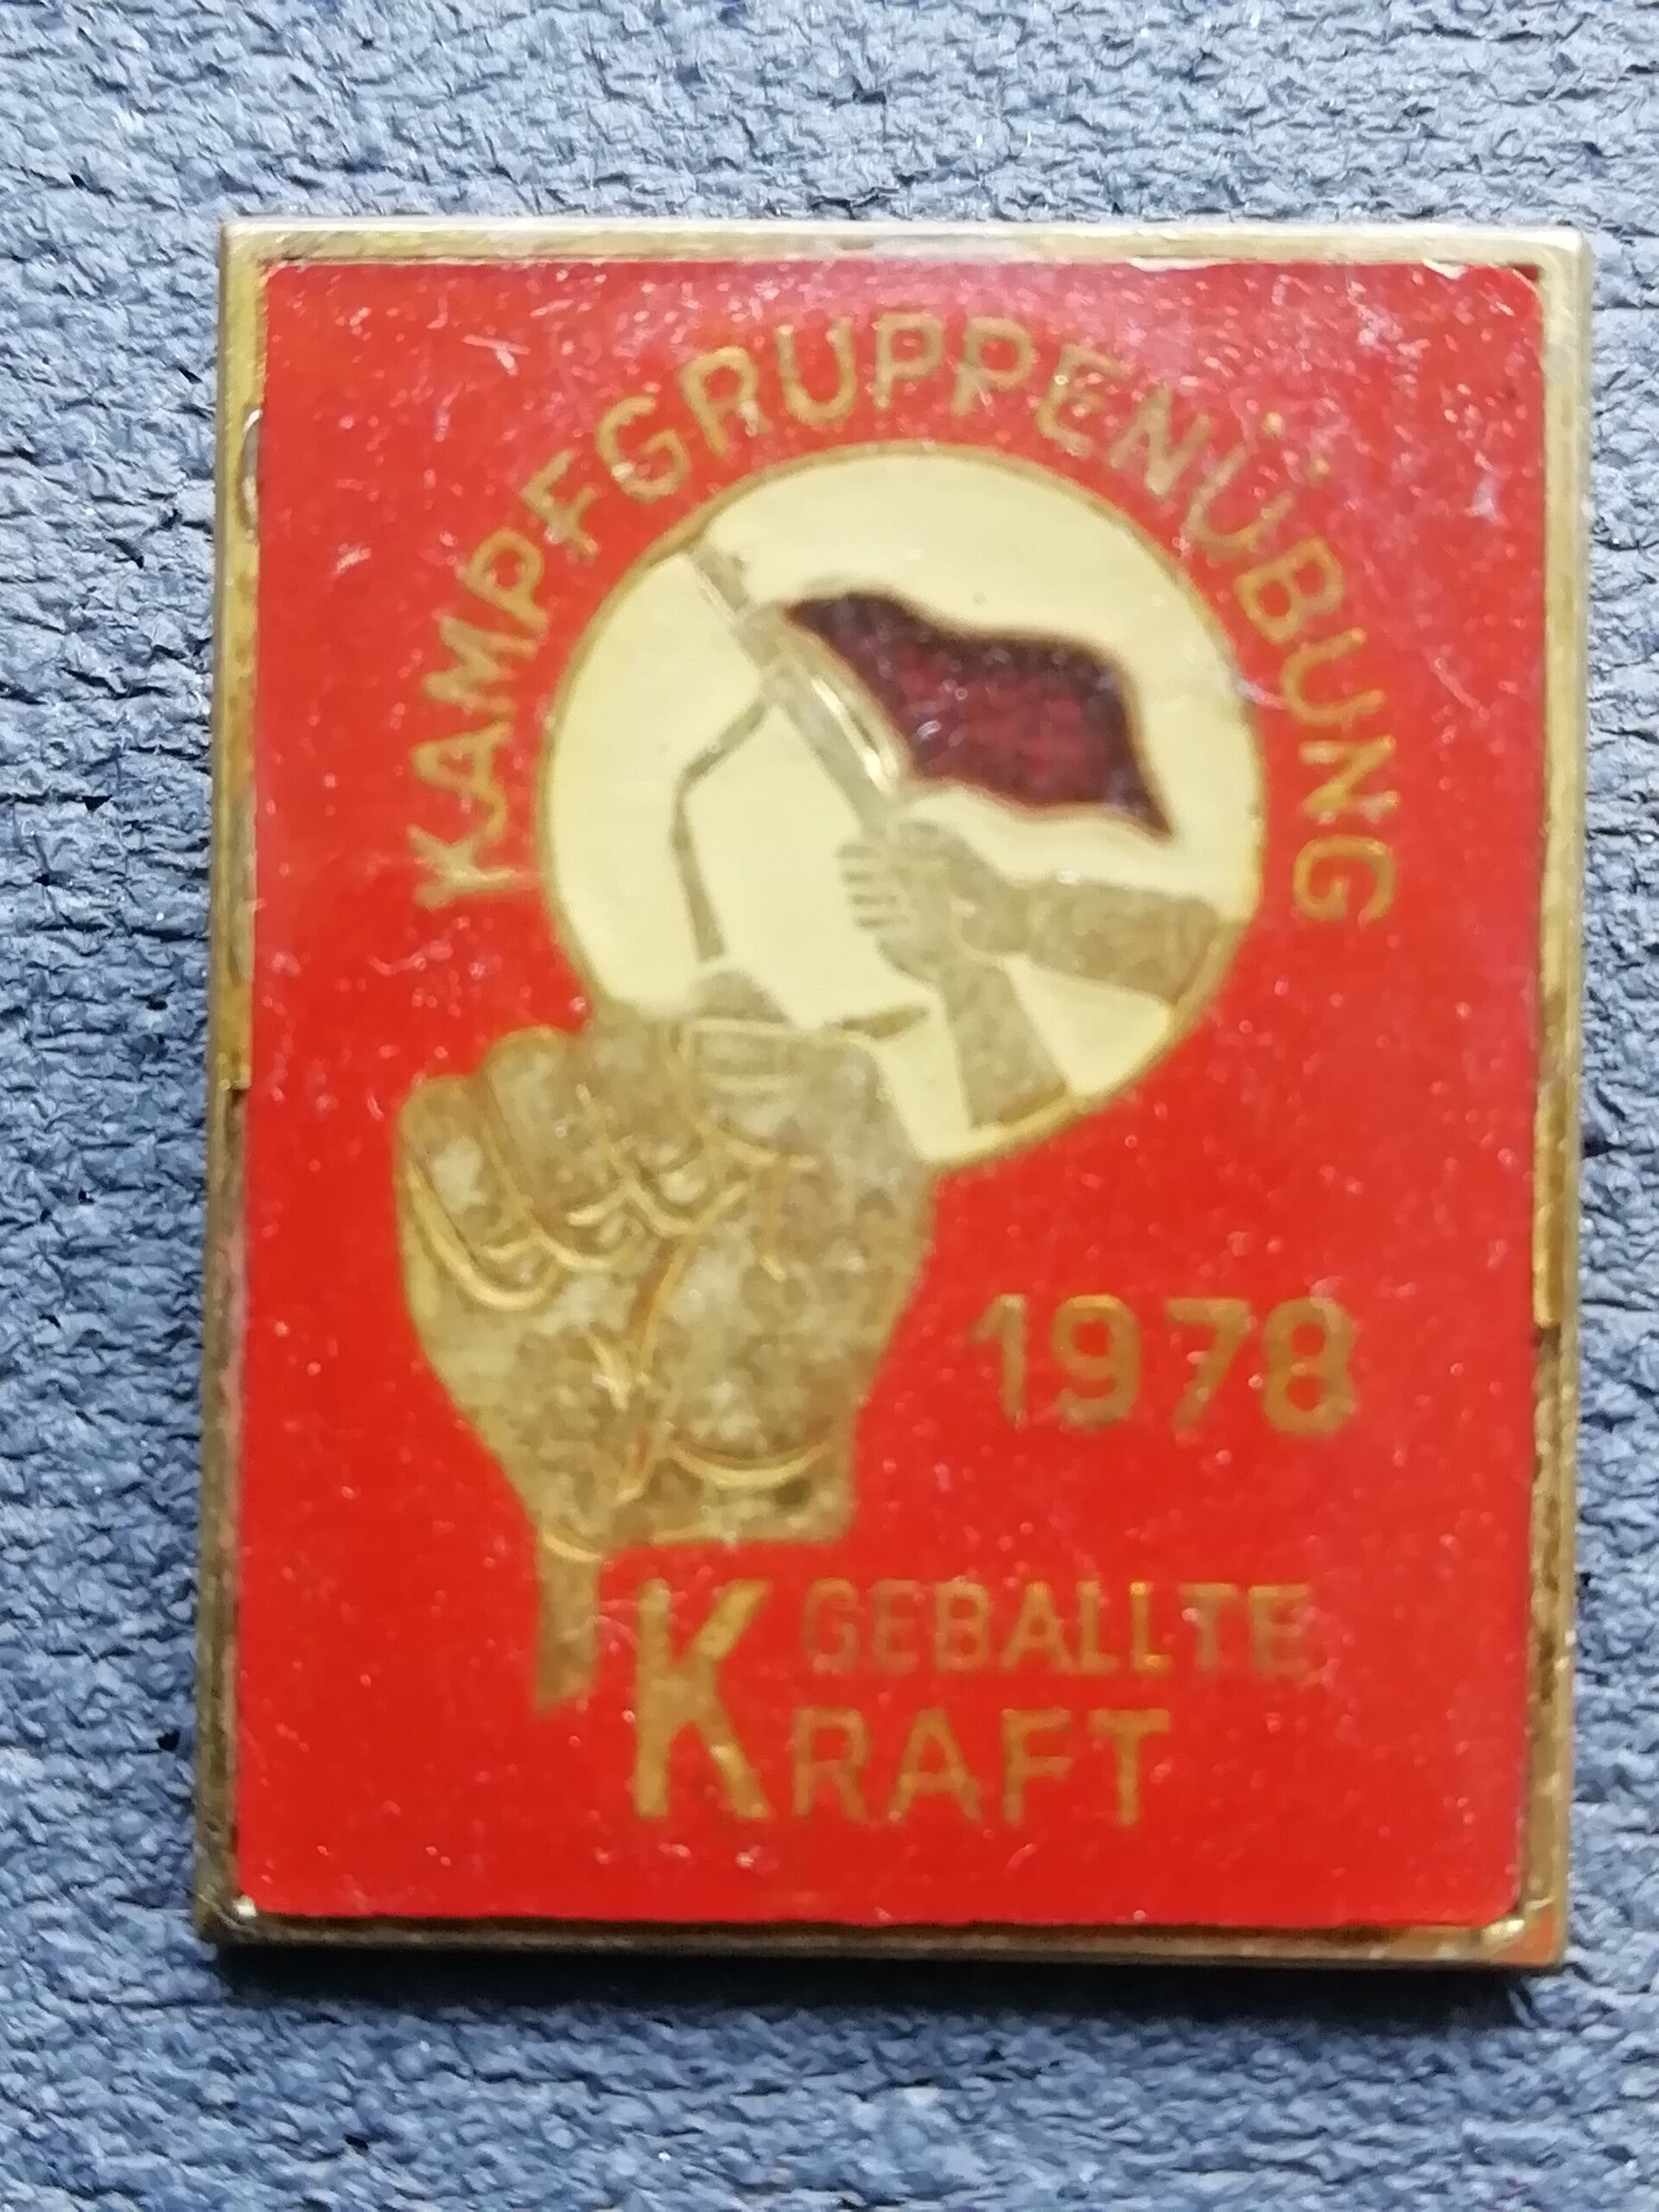 KAMPFGRUPPENÜBUNG
1978
GEBALLTE
KRAFT